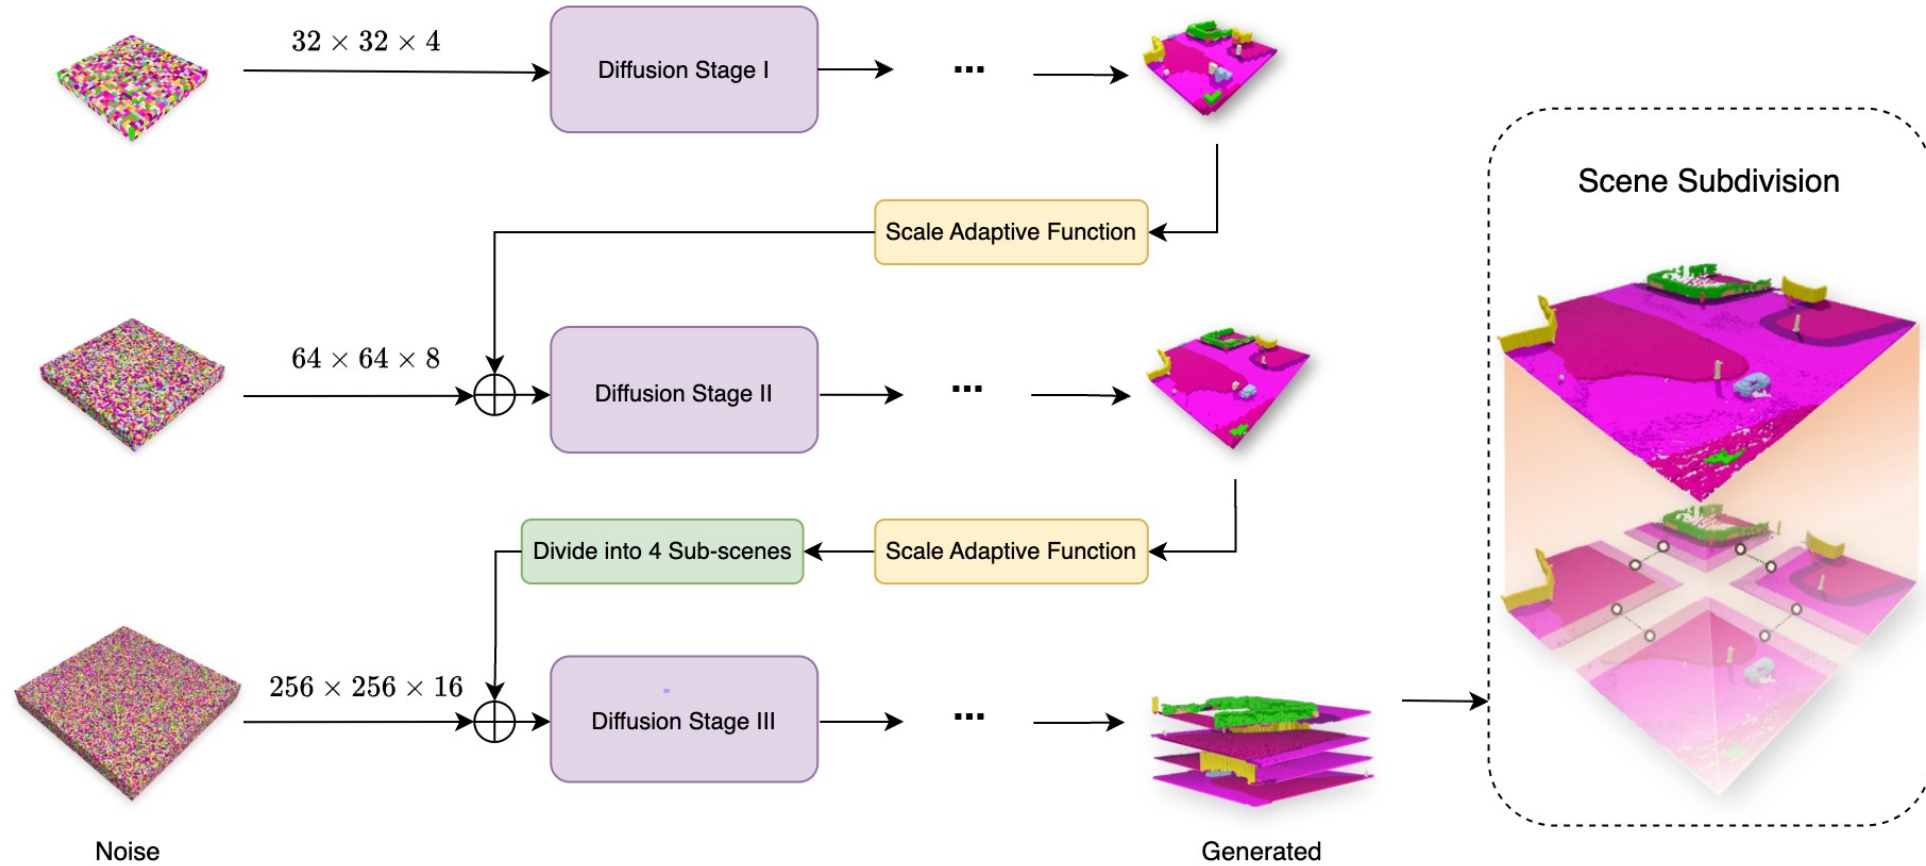 32 × 32 × 4
Diffusion Stage I
...
Scene Subdivision
Scale Adaptive Function
64 × 64 × 8
Diffusion Stage II
...
Divide into 4 Sub-scenes
Scale Adaptive Function
256 × 256 × 16
Diffusion Stage III
...
Noise
Generated